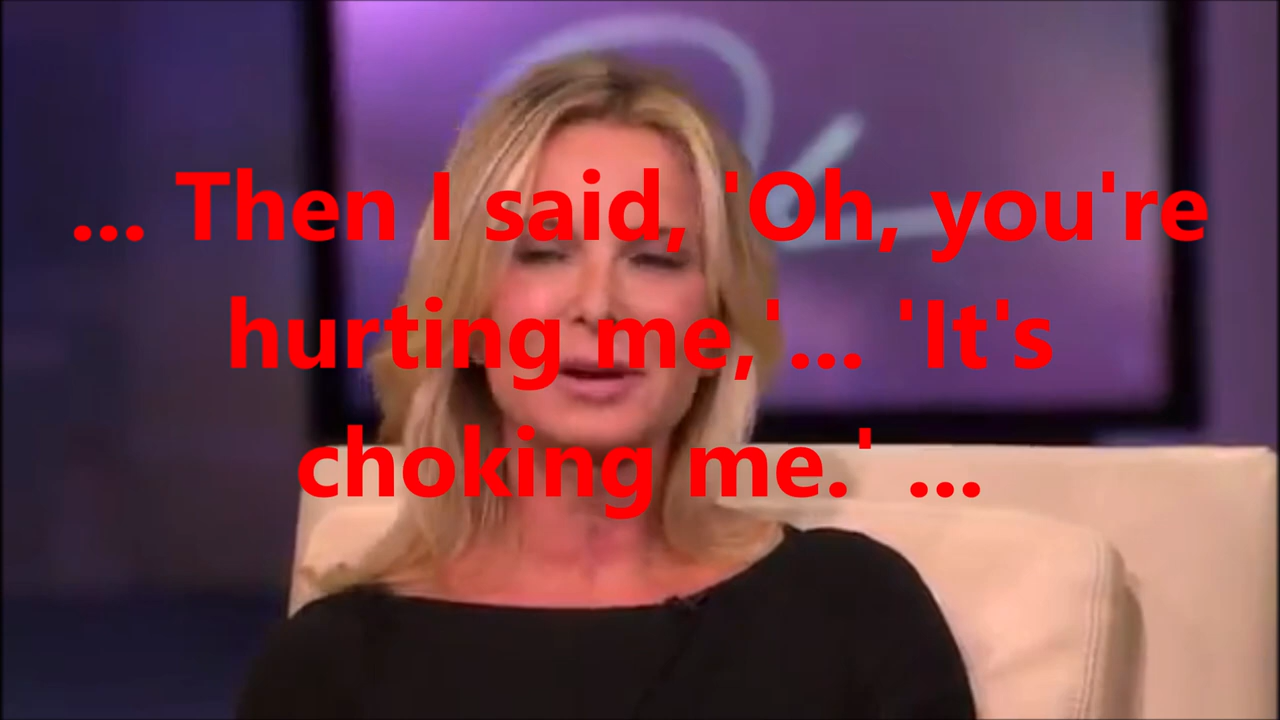 ... Then I said, 'Oh, you're
hurting me,'... 'It's
choking me.' ...